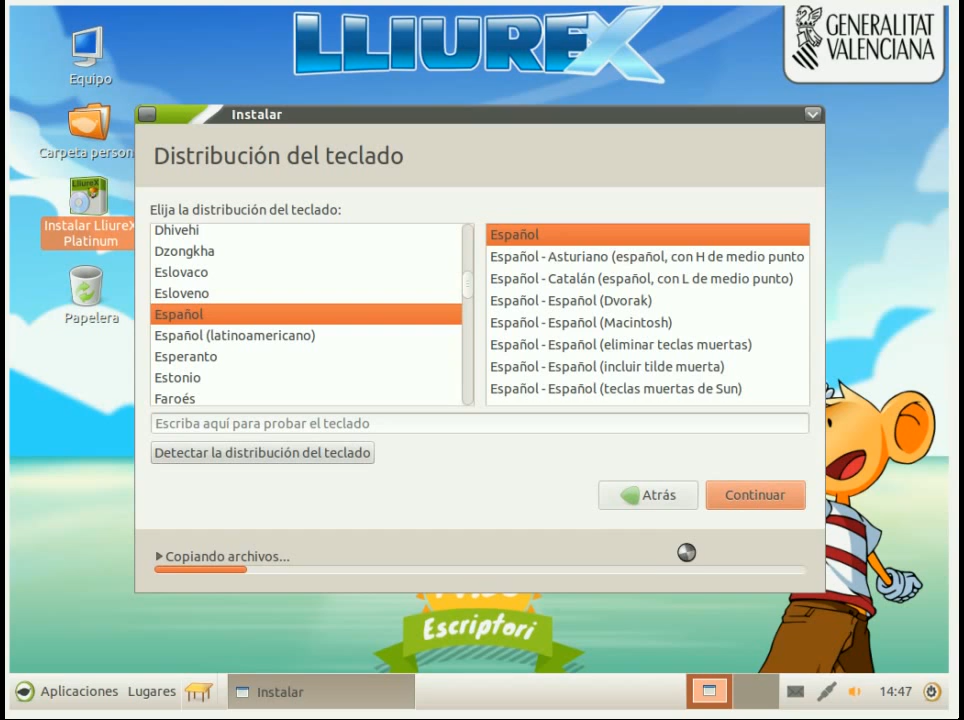 LLIUREX
GENERALITAT
VALENCIANA
Equipo
Carpeta person
LliureX
Instalar LliureX
Platinum
Papelera
Instalar
Distribución del teclado
Elija la distribución del teclado:
Dhivehi
Dzongkha
Eslovaco
Esloveno
Español
Español (latinoamericano)
Esperanto
Estonio
Faroés
Español
Español - Asturiano (español, con H de medio punto
Español - Catalán (español, con L de medio punto)
Español - Español (Dvorak)
Español - Español (Macintosh)
Español - Español (eliminar teclas muertas)
Español - Español (incluir tilde muerta)
Español - Español (teclas muertas de Sun)
Escriba aquí para probar el teclado
Detectar la distribución del teclado
Atrás
Continuar
Copiando archivos...
Escriptori
Aplicaciones Lugares
Instalar
14:47